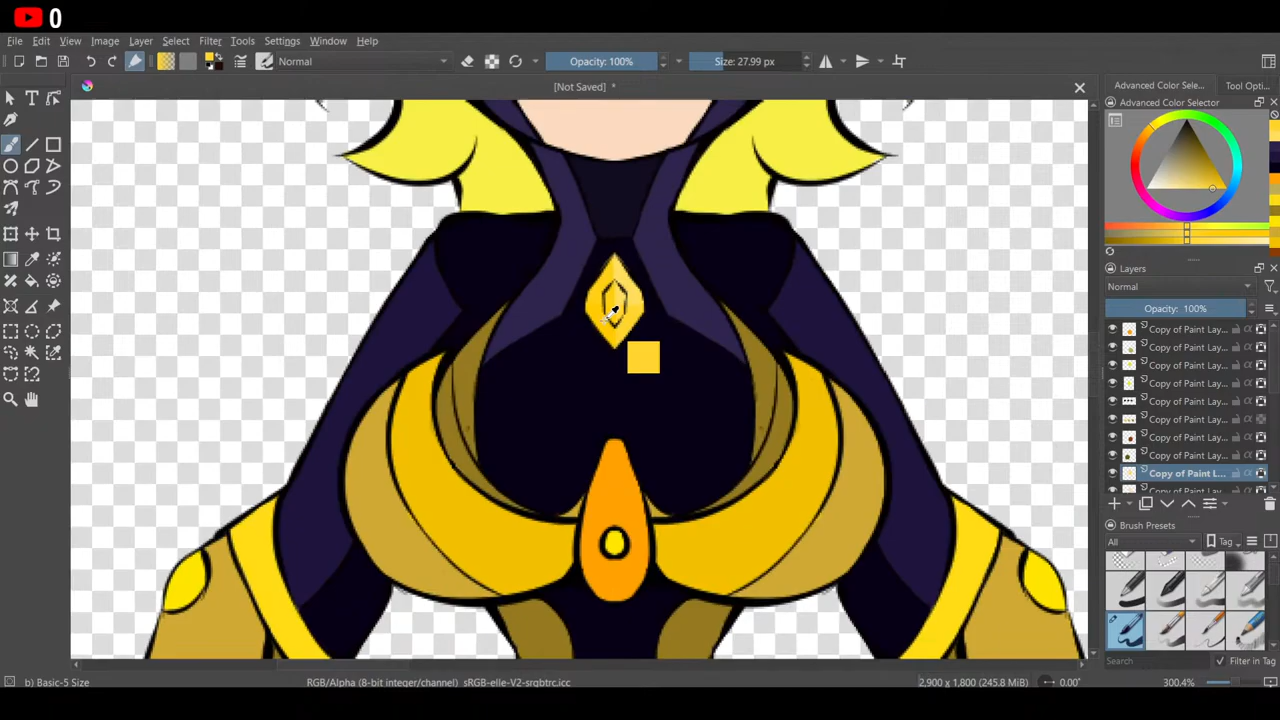 0
File Edit View Image Layer Select Filter Tools Settings Window Help
Normal Opacity: 100% Size: 27.99 px
[Not Saved] *
Advanced Color Sele... Tool Opti...
Advanced Color Selector
Layers
Normal
Opacity: 100%
Copy of Paint Lay...
Copy of Paint Lay...
Copy of Paint Lay...
Copy of Paint Lay...
Copy of Paint Lay...
Copy of Paint Lay...
Copy of Paint Lay...
Copy of Paint Lay...
Copy of Paint L...
Brush Presets
All Tag
Search Filter in Tag
b) Basic-5 Size RGB/Alpha (8-bit integer/channel) sRGB-elle-V2-srgbtrc.icc 2,900 x 1,800 (245.8 MiB) 0.00° 300.4%